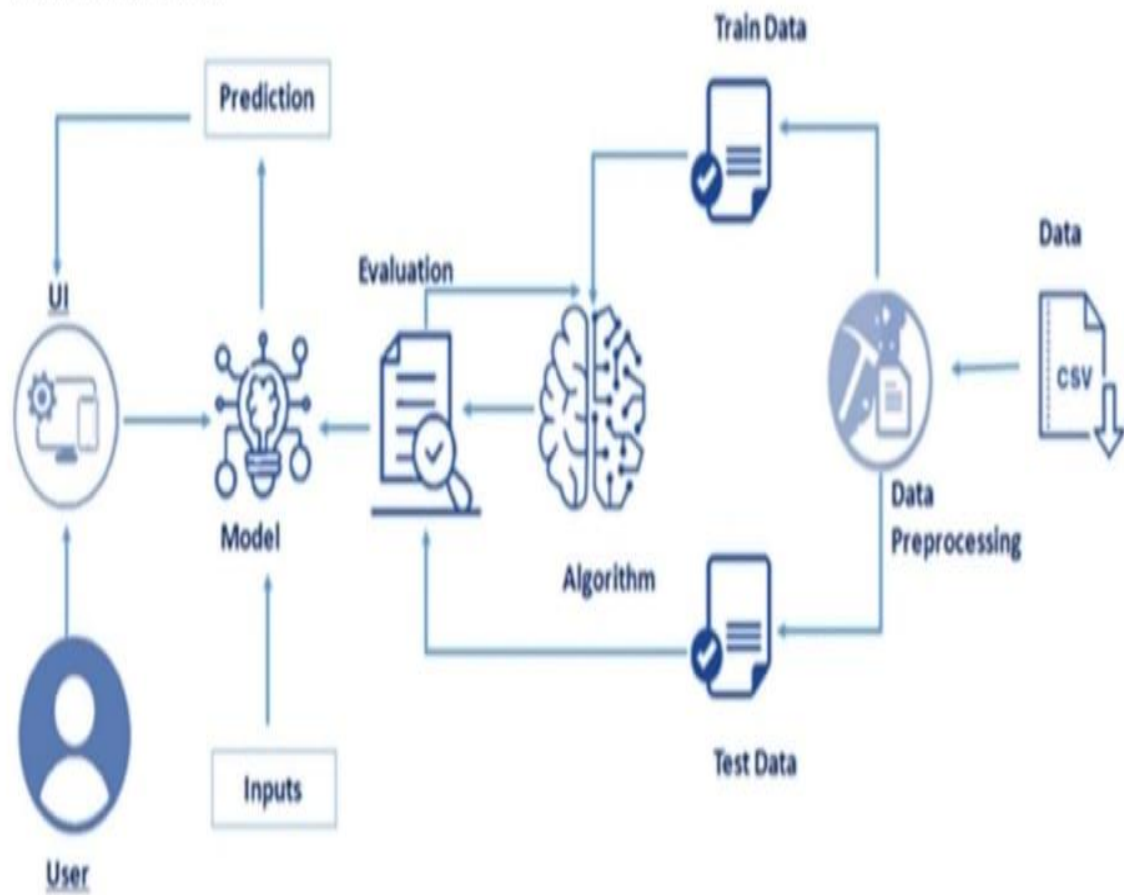 Train Data
Prediction
Data
Evaluation
UI
CSV
Data
Preprocessing
Model
Algorithm
Test Data
Inputs
User